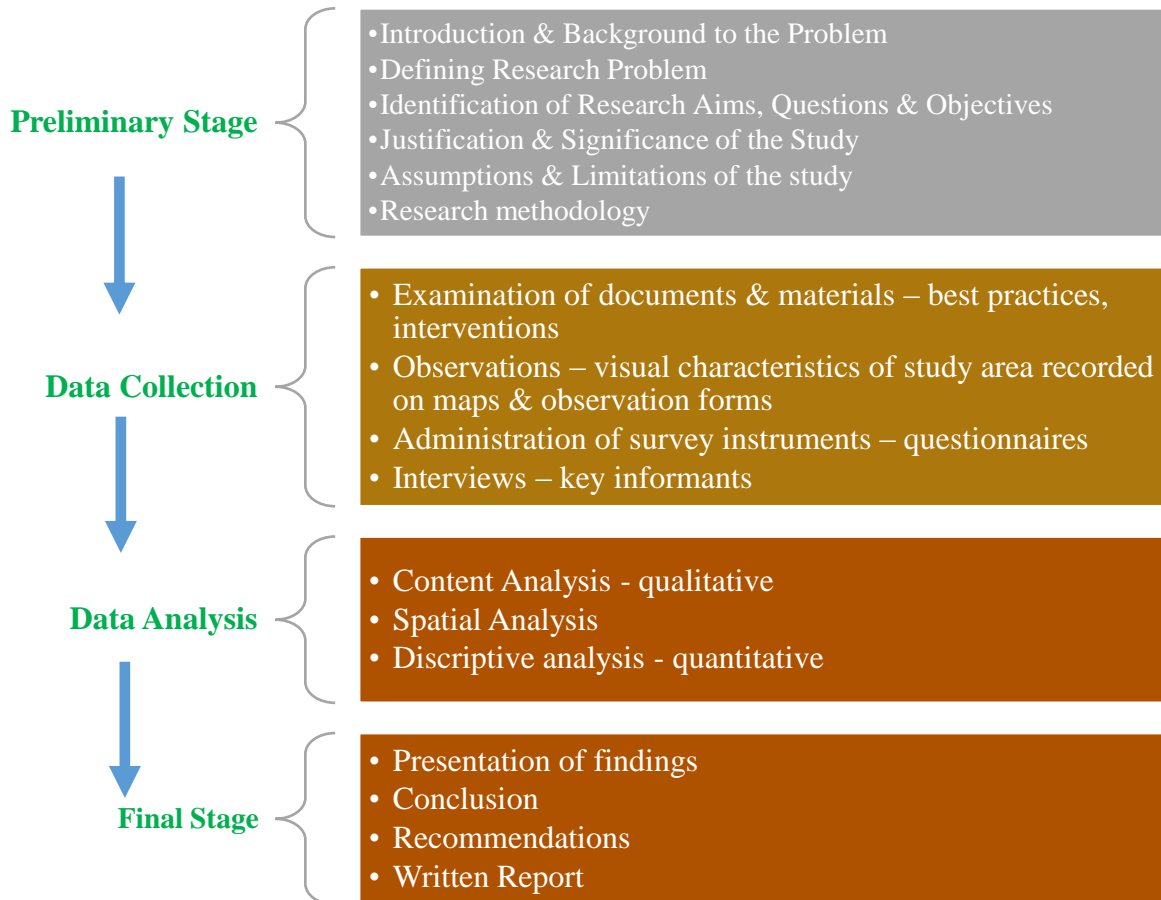 Preliminary Stage
•Introduction & Background to the Problem
•Defining Research Problem
•Identification of Research Aims, Questions & Objectives
•Justification & Significance of the Study
•Assumptions & Limitations of the study
•Research methodology
Data Collection
• Examination of documents & materials – best practices,
interventions
• Observations – visual characteristics of study area recorded
on maps & observation forms
• Administration of survey instruments – questionnaires
• Interviews – key informants
Data Analysis
• Content Analysis - qualitative
• Spatial Analysis
• Discriptive analysis - quantitative
Final Stage
• Presentation of findings
• Conclusion
• Recommendations
• Written Report